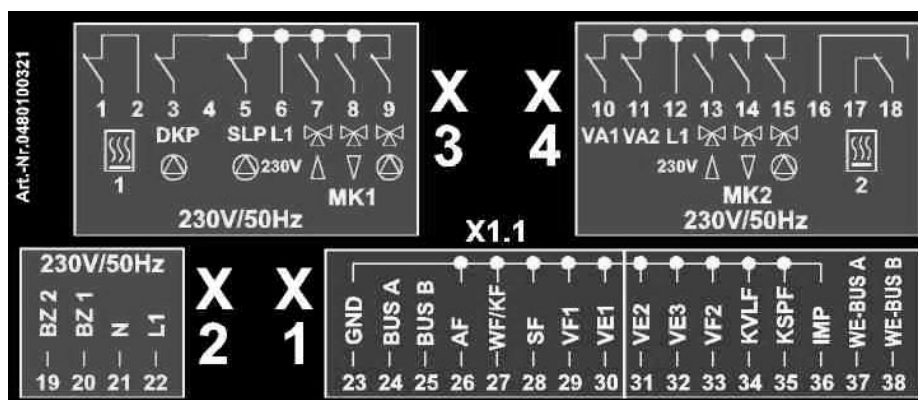 Art.-Nr.0480100321
1 2 3 4 5 6 7 8 9
DKP SLP L1
230V
1
MK1
230V/50Hz
X
3
X
4
10 11 12 13 14 15 16 17 18
VA1 VA2 L1
230V
2
MK2
230V/50Hz
X1.1
230V/50Hz
BZ 2 BZ 1 N L1
19 20 21 22
X
2
X
1
GND BUS A BUS B AF WF/KF SF VF1 VE1 VE2 VE3 VF2 KVLF KSPF IMP WE-BUS A WE-BUS B
23 24 25 26 27 28 29 30 31 32 33 34 35 36 37 38